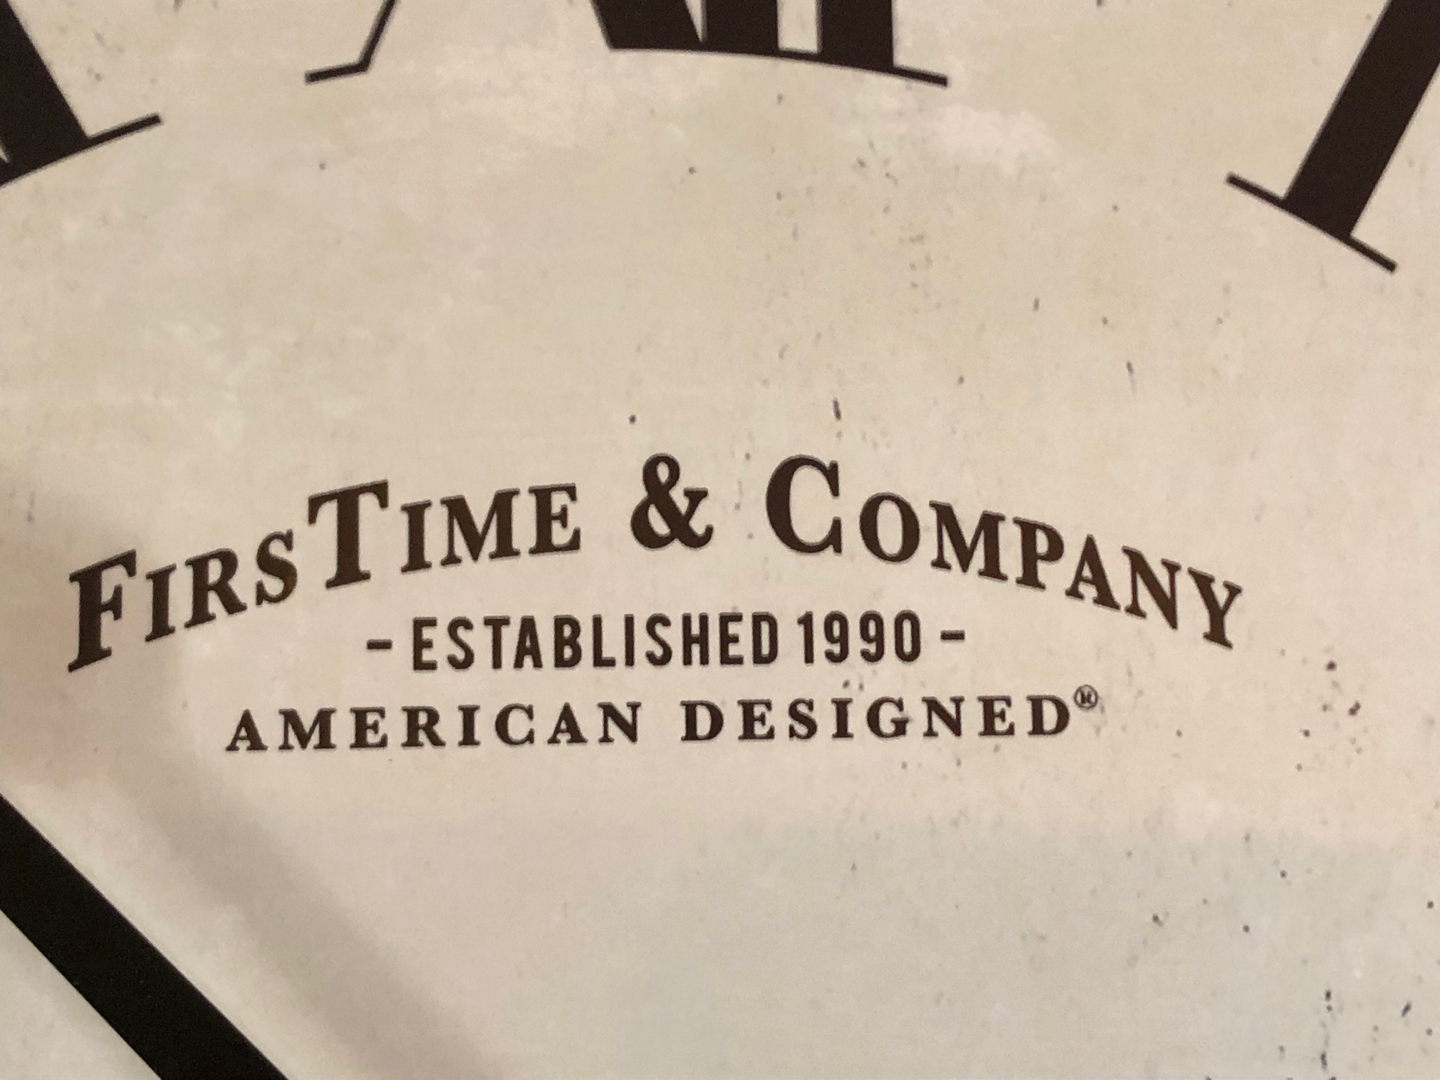 FIRSTIME & COMPANY
- ESTABLISHED 1990 -
AMERICAN DESIGNED®